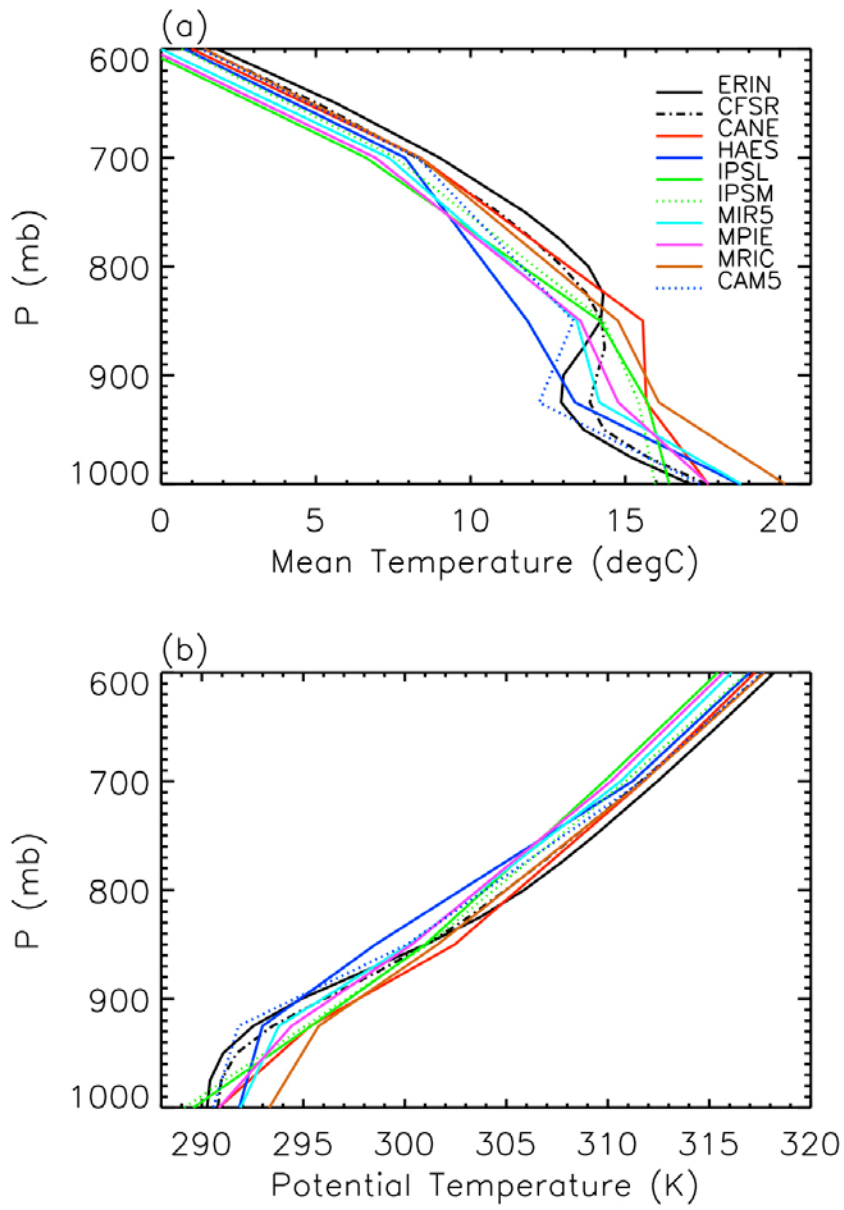 (a)
600
700
800
900
1000
P (mb)
ERIN
CFSR
CANE
HAES
IPSL
IPSM
MIR5
MPIE
MRIC
CAM5
0 5 10 15 20
Mean Temperature (degC)
(b)
600
700
800
900
1000
P (mb)
290 295 300 305 310 315 320
Potential Temperature (K)